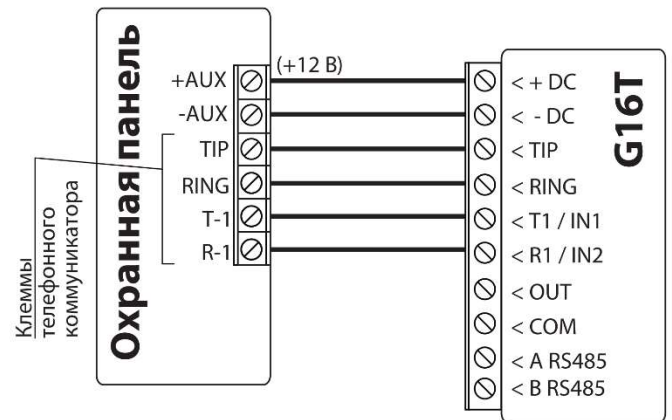 Охранная панель
Клеммы
телефонного
коммуникатора
(+12 В)
+AUX
-AUX
TIP
RING
T-1
R-1
G16T
< + DC
< - DC
< TIP
< RING
< T1 / IN1
< R1 / IN2
< OUT
< COM
< A RS485
< B RS485